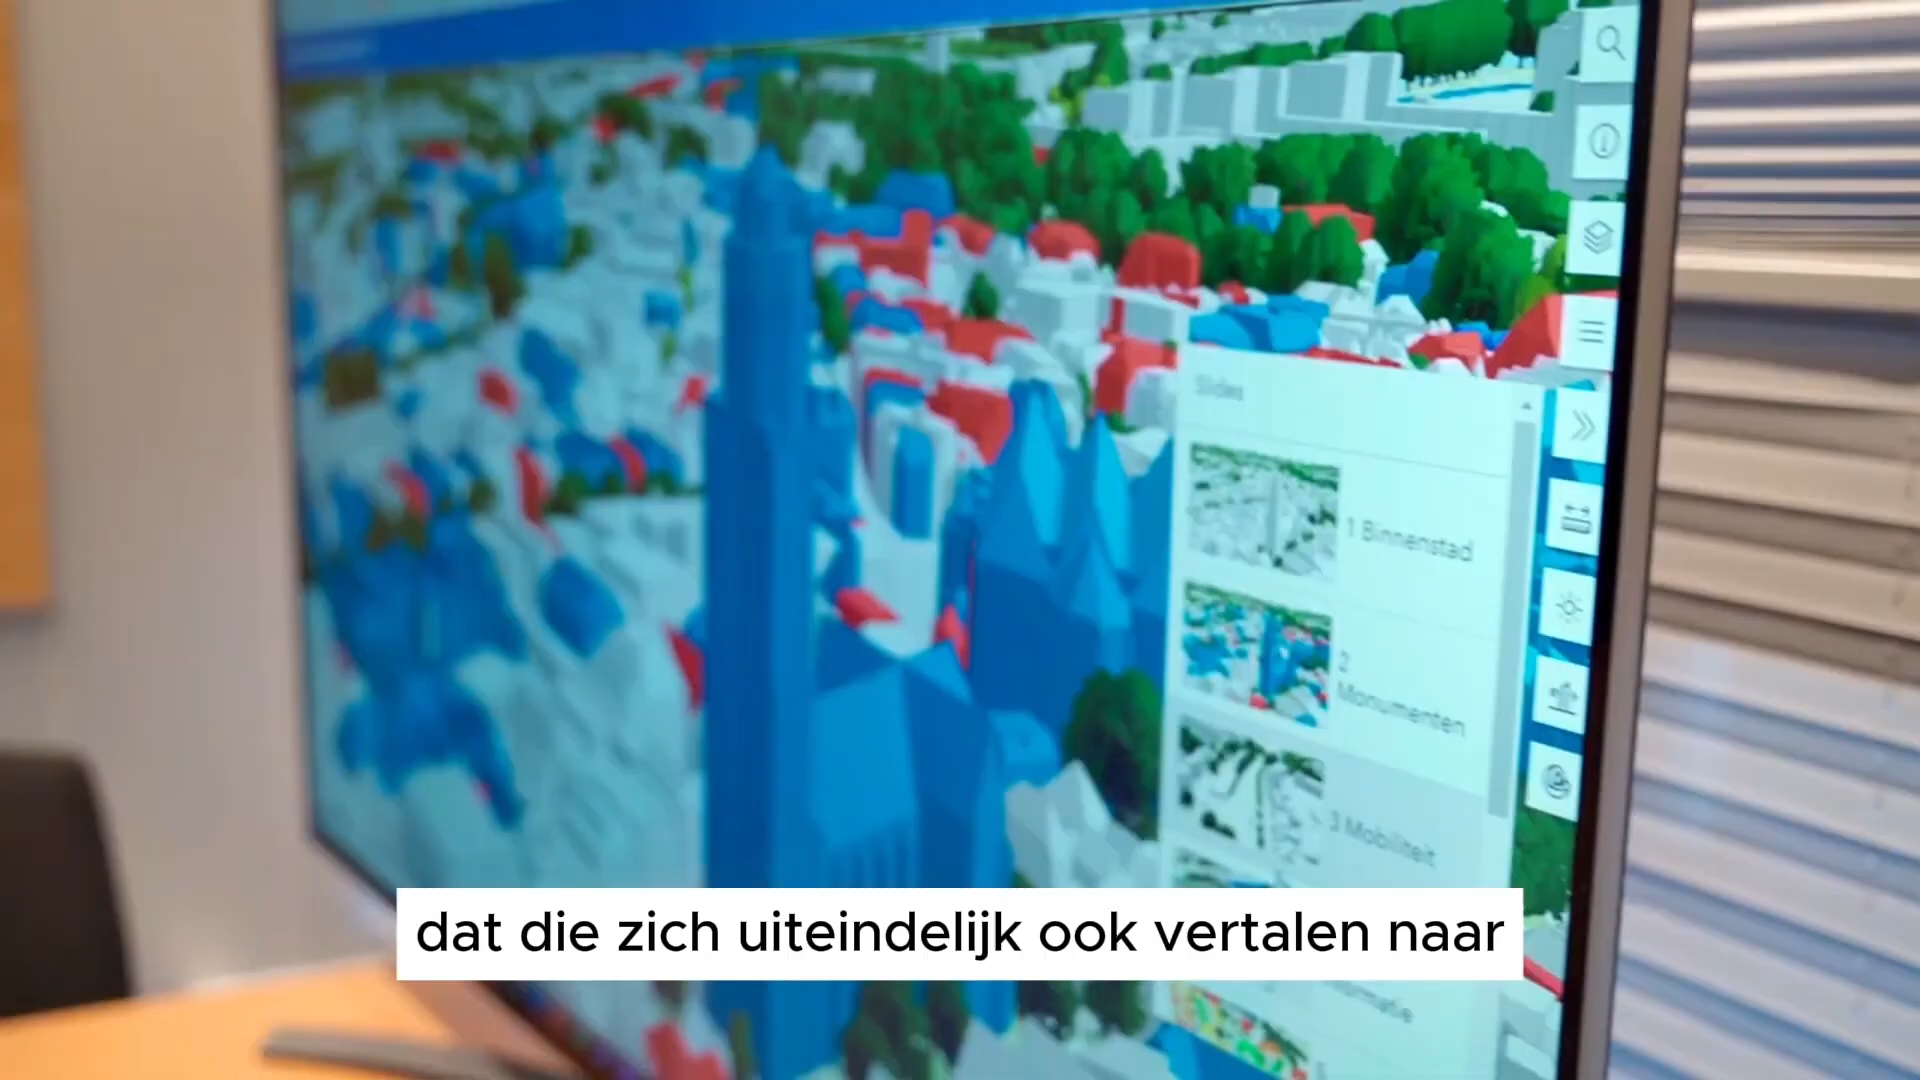 Slides
1 Binnenstad
2
Monumenten
3 Mobiliteit
dat die zich uiteindelijk ook vertalen naar